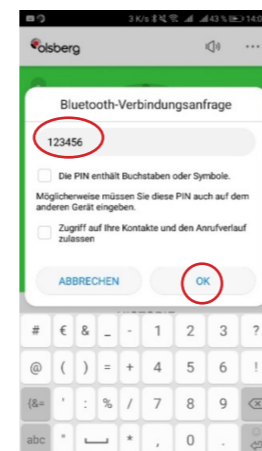 3 K/s 43 % 14:0
olsberg
Bluetooth-Verbindungsanfrage
123456
Die PIN enthält Buchstaben oder Symbole.
Möglicherweise müssen Sie diese PIN auch auf dem
anderen Gerät eingeben.
Zugriff auf Ihre Kontakte und den Anrufverlauf
zulassen
ABBRECHEN OK
# € & _ - 1 2 3 ?
@ ( ) = + 4 5 6 !
{&= ' : % / 7 8 9
abc " * , 0 .